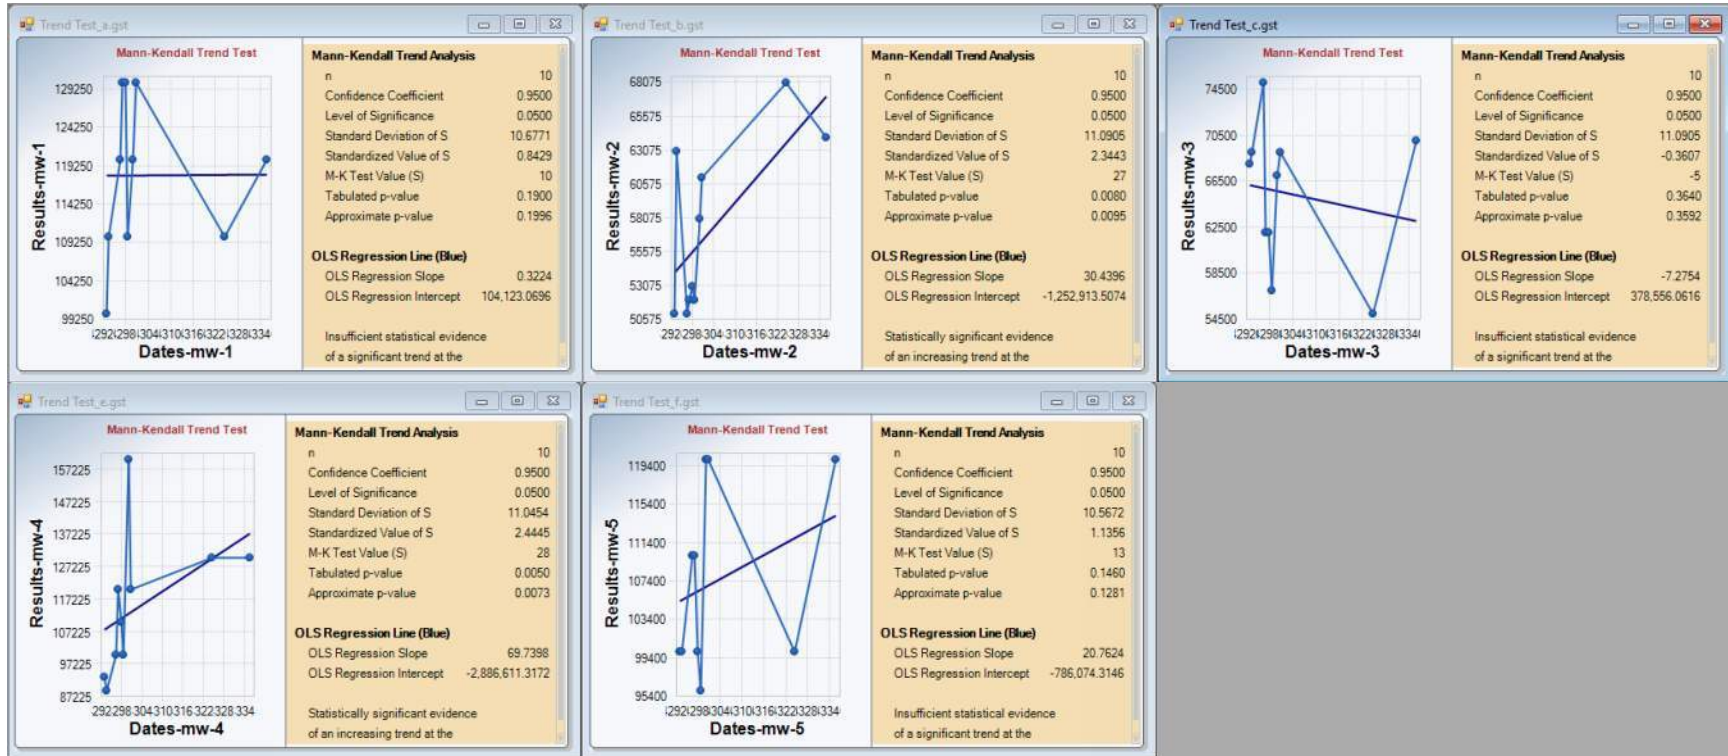 Trend Test_a.gst
Mann-Kendall Trend Test
129250
124250
119250
114250
109250
104250
99250
Results-mw-1
Dates-mw-1
Mann-Kendall Trend Analysis
n 10
Confidence Coefficient 0.9500
Level of Significance 0.0500
Standard Deviation of S 10.6771
Standardized Value of S 0.8429
M-K Test Value (S) 10
Tabulated p-value 0.1900
Approximate p-value 0.1996
OLS Regression Line (Blue)
OLS Regression Slope 0.3224
OLS Regression Intercept 104,123.0696
Insufficient statistical evidence
of a significant trend at the
Trend Test_b.gst
Mann-Kendall Trend Test
68075
65575
63075
60575
58075
55575
53075
50575
Results-mw-2
Dates-mw-2
Mann-Kendall Trend Analysis
n 10
Confidence Coefficient 0.9500
Level of Significance 0.0500
Standard Deviation of S 11.0905
Standardized Value of S 2.3443
M-K Test Value (S) 27
Tabulated p-value 0.0080
Approximate p-value 0.0095
OLS Regression Line (Blue)
OLS Regression Slope 30.4396
OLS Regression Intercept -1,252,913.5074
Statistically significant evidence
of an increasing trend at the
Trend Test_c.gst
Mann-Kendall Trend Test
74500
70500
66500
62500
58500
54500
Results-mw-3
Dates-mw-3
Mann-Kendall Trend Analysis
n 10
Confidence Coefficient 0.9500
Level of Significance 0.0500
Standard Deviation of S 11.0905
Standardized Value of S -0.3607
M-K Test Value (S) -5
Tabulated p-value 0.3640
Approximate p-value 0.3592
OLS Regression Line (Blue)
OLS Regression Slope -7.2754
OLS Regression Intercept 378,556.0616
Insufficient statistical evidence
of a significant trend at the
Trend Test_e.gst
Mann-Kendall Trend Test
157225
147225
137225
127225
117225
107225
97225
87225
Results-mw-4
Dates-mw-4
Mann-Kendall Trend Analysis
n 10
Confidence Coefficient 0.9500
Level of Significance 0.0500
Standard Deviation of S 11.0454
Standardized Value of S 2.4445
M-K Test Value (S) 28
Tabulated p-value 0.0050
Approximate p-value 0.0073
OLS Regression Line (Blue)
OLS Regression Slope 69.7398
OLS Regression Intercept -2,886,611.3172
Statistically significant evidence
of an increasing trend at the
Trend Test_f.gst
Mann-Kendall Trend Test
119400
115400
111400
107400
103400
99400
95400
Results-mw-5
Dates-mw-5
Mann-Kendall Trend Analysis
n 10
Confidence Coefficient 0.9500
Level of Significance 0.0500
Standard Deviation of S 10.5672
Standardized Value of S 1.1356
M-K Test Value (S) 13
Tabulated p-value 0.1460
Approximate p-value 0.1281
OLS Regression Line (Blue)
OLS Regression Slope 20.7624
OLS Regression Intercept -786,074.3146
Insufficient statistical evidence
of a significant trend at the